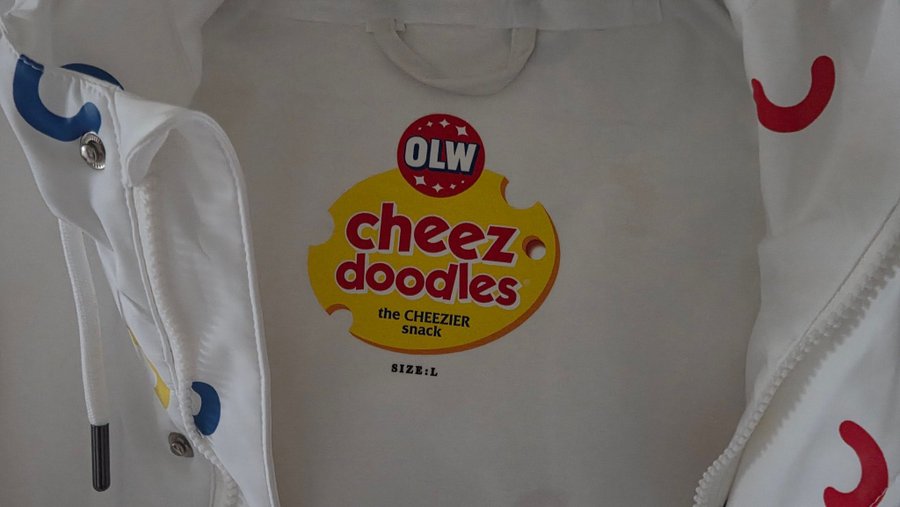 OLW
cheez
doodles
the CHEEZIER
snack
SIZE:L